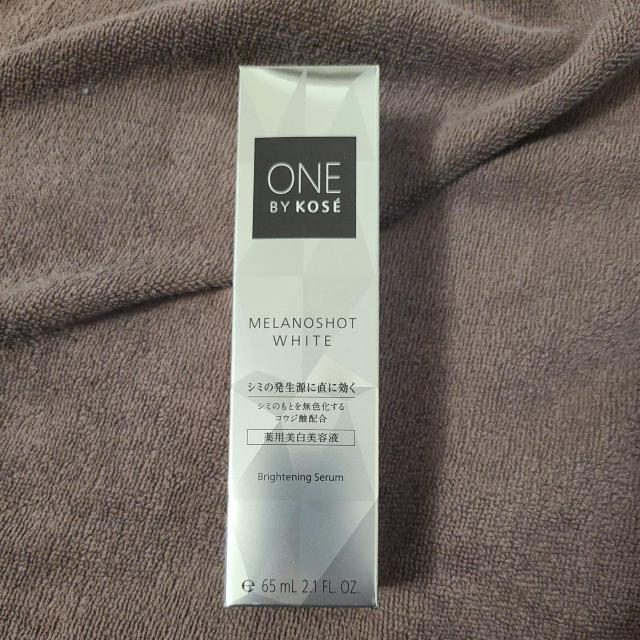 ONE
BY KOSÉ
MELANOSHOT
WHITE
シミの発生源に直に効く
シミのもとを無色化する
コウジ酸配合
薬用美白美容液
Brightening Serum
℮ 65 mL 2.1 FL. OZ.